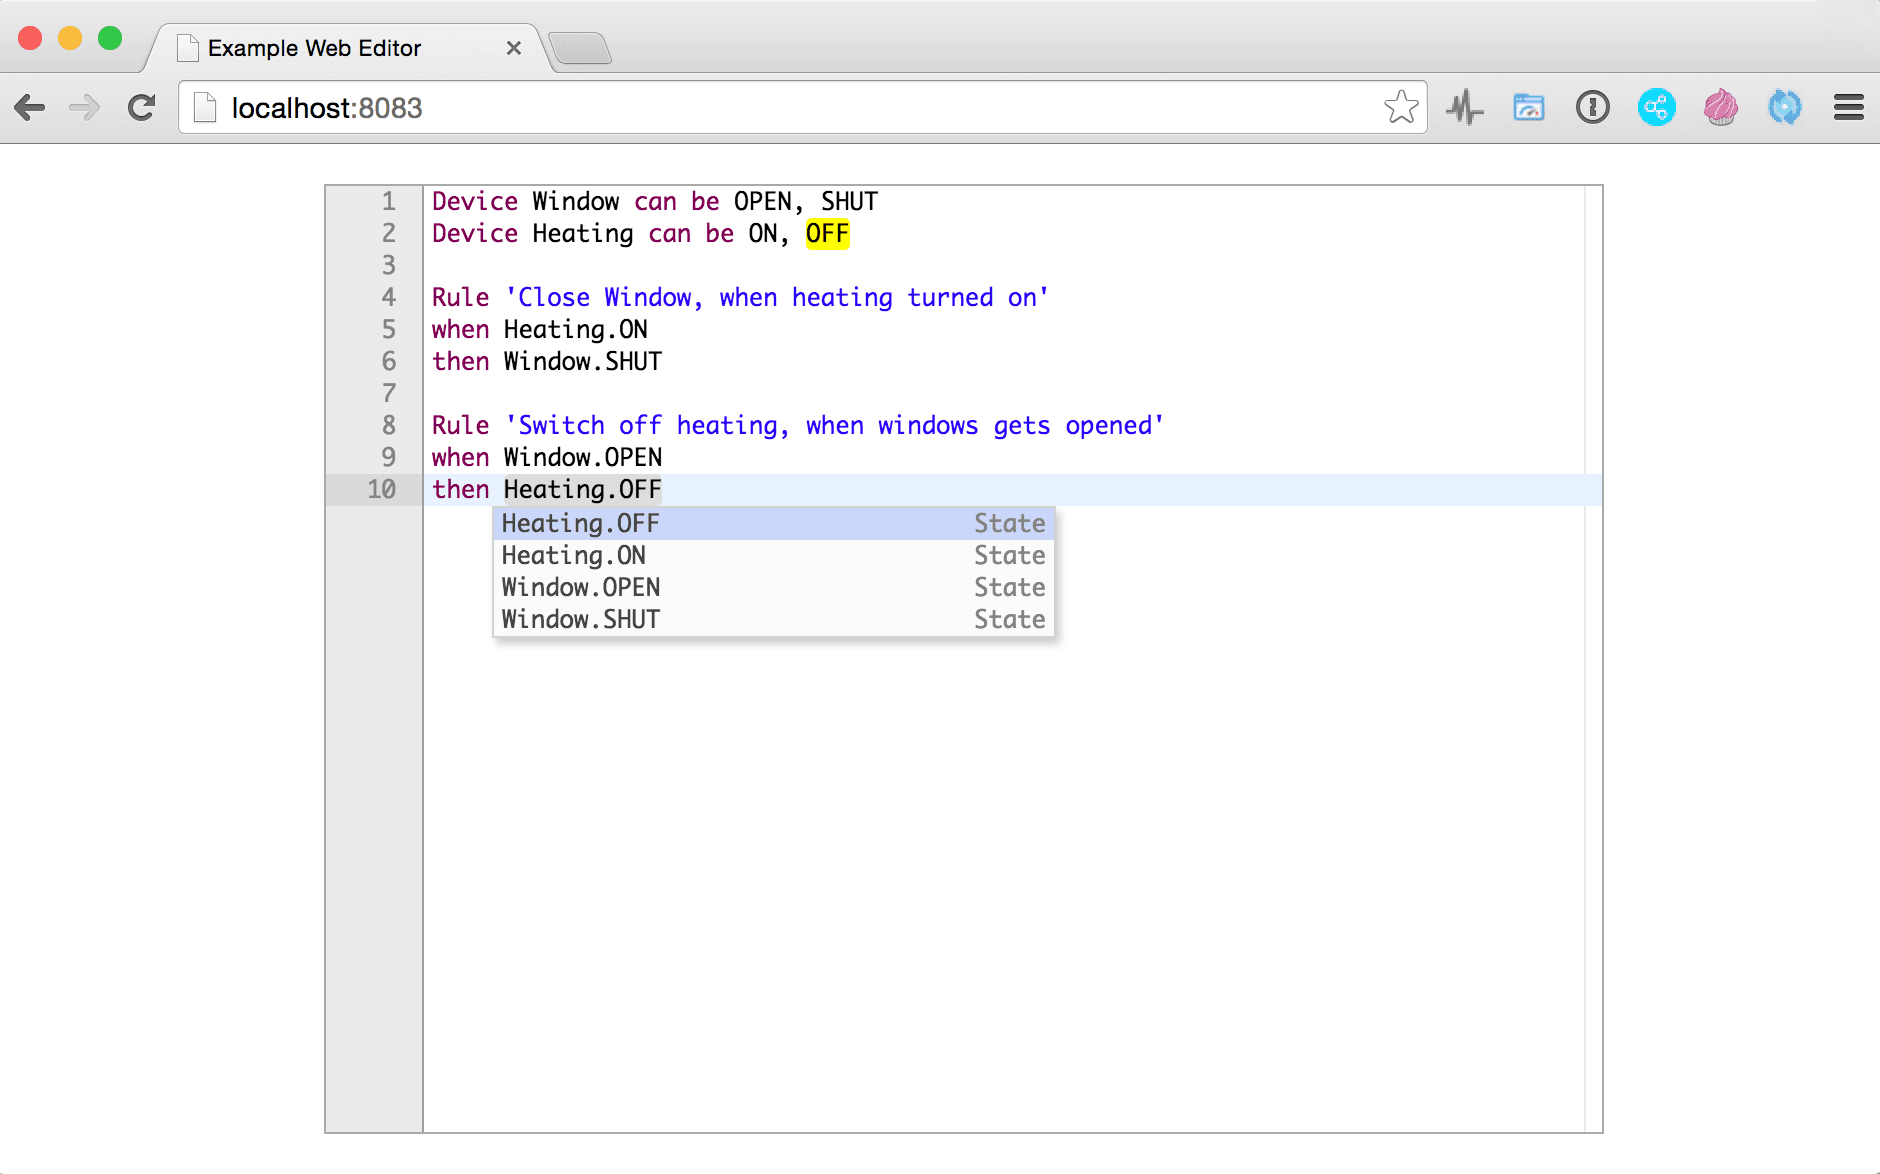 Example Web Editor
localhost:8083
1 Device Window can be OPEN, SHUT
2 Device Heating can be ON, OFF
3
4 Rule 'Close Window, when heating turned on'
5 when Heating.ON
6 then Window.SHUT
7
8 Rule 'Switch off heating, when windows gets opened'
9 when Window.OPEN
10 then Heating.OFF
Heating.OFF State
Heating.ON State
Window.OPEN State
Window.SHUT State